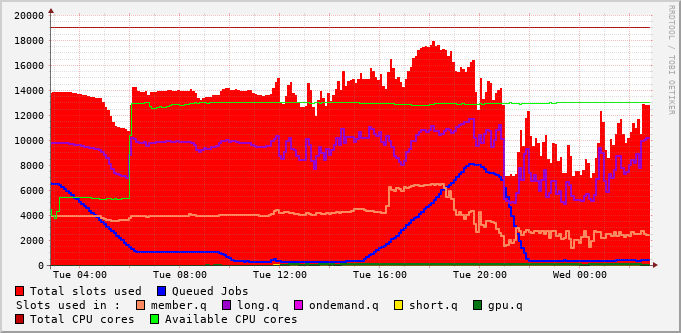 20000
18000
16000
14000
12000
10000
8000
6000
4000
2000
0
Tue 04:00 Tue 08:00 Tue 12:00 Tue 16:00 Tue 20:00 Wed 00:00
RRDTOOL / TOBI OETIKER
Total slots used Queued Jobs
Slots used in : member.q long.q ondemand.q short.q gpu.q
Total CPU cores Available CPU cores